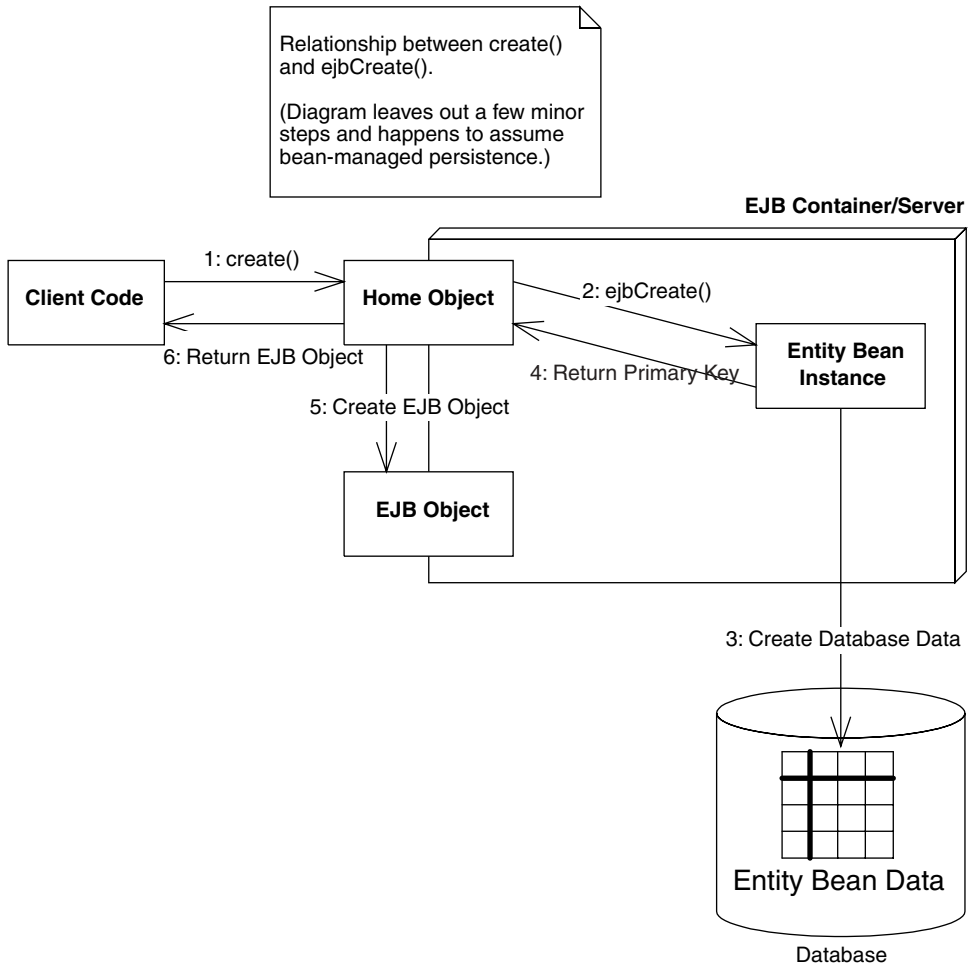 Relationship between create()
and ejbCreate().
(Diagram leaves out a few minor
steps and happens to assume
bean-managed persistence.)
EJB Container/Server
1: create()
Client Code
Home Object
2: ejbCreate()
6: Return EJB Object
4: Return Primary Key
Entity Bean
Instance
5: Create EJB Object
EJB Object
3: Create Database Data
Entity Bean Data
Database